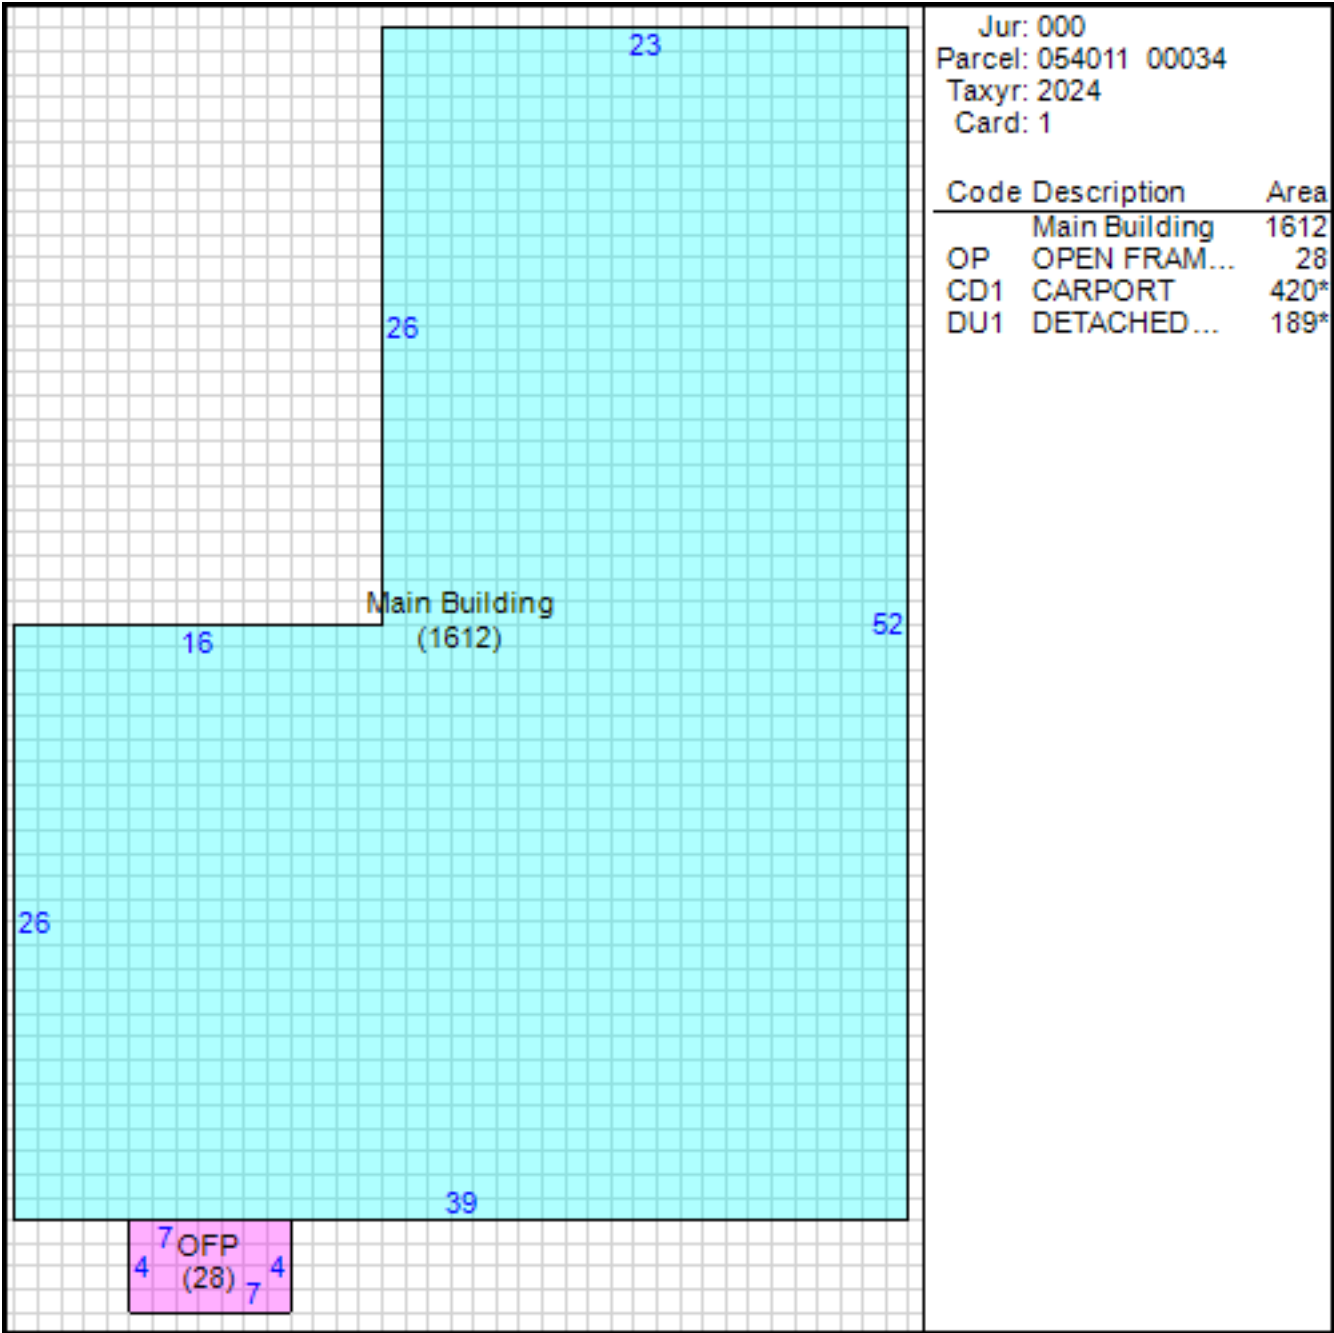 23
26
Main Building
(1612)
16
52
26
39
7
OFP
4
4
(28)
7
Jur: 000
Parcel: 054011 00034
Taxyr: 2024
Card: 1
Code Description Area
Main Building 1612
OP OPEN FRAM... 28
CD1 CARPORT 420*
DU1 DETACHED... 189*